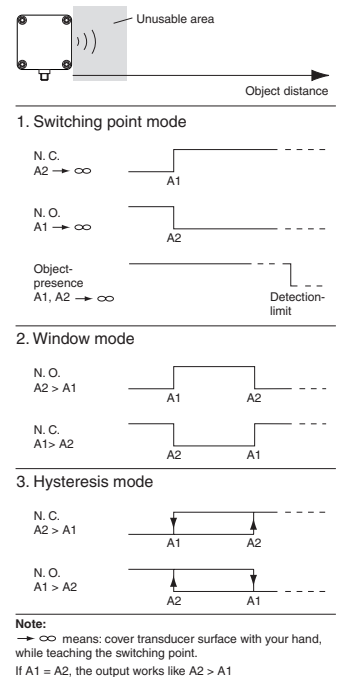 Unusable area
Object distance
1. Switching point mode
N. C.
A2 → ∞
A1
N. O.
A1 → ∞
A2
Object-
presence
A1, A2 → ∞
Detection-
limit
2. Window mode
N. O.
A2 > A1
A1 A2
N. C.
A1> A2
A2 A1
3. Hysteresis mode
N. C.
A2 > A1
A1 A2
N. O.
A1 > A2
A2 A1
Note:
→ ∞ means: cover transducer surface with your hand,
while teaching the switching point.
If A1 = A2, the output works like A2 > A1